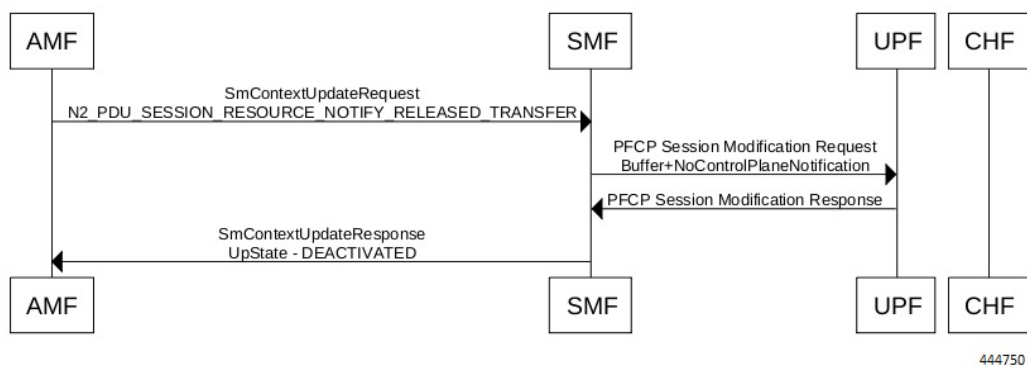 AMF
SMF
UPF
CHF
SmContextUpdateRequest
N2_PDU_SESSION_RESOURCE_NOTIFY_RELEASED_TRANSFER
PFCP Session Modification Request
Buffer+NoControlPlaneNotification
PFCP Session Modification Response
SmContextUpdateResponse
UpState - DEACTIVATED
AMF
SMF
UPF
CHF
444750